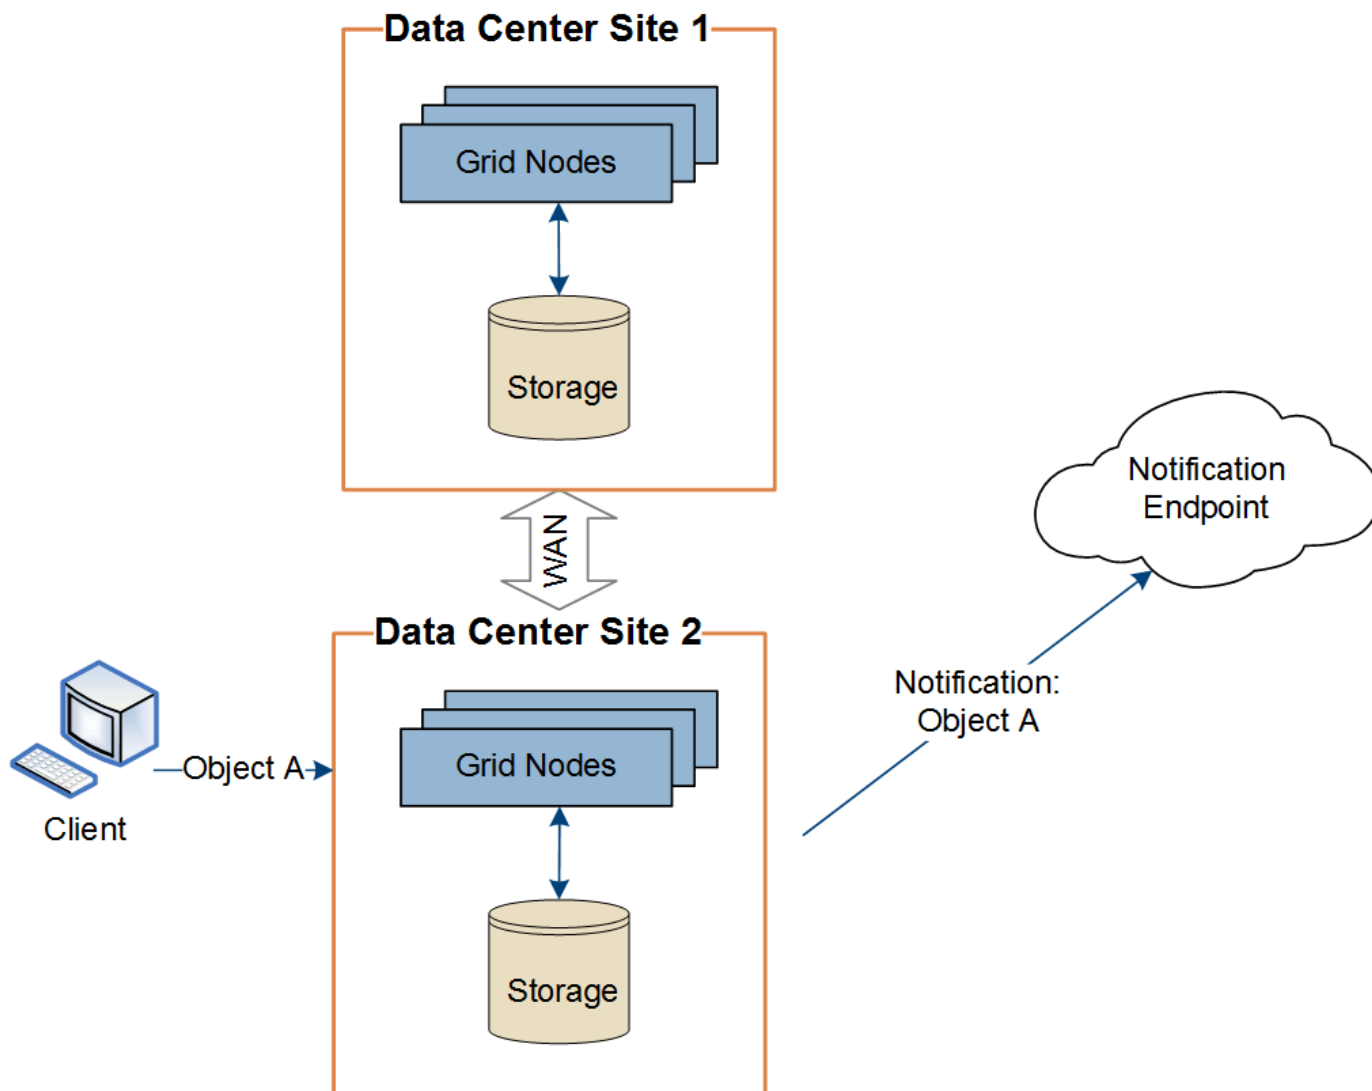 Data Center Site 1
Grid Nodes
Storage
WAN
Notification
Endpoint
Data Center Site 2
Notification:
Object A
Grid Nodes
Object A
Client
Storage